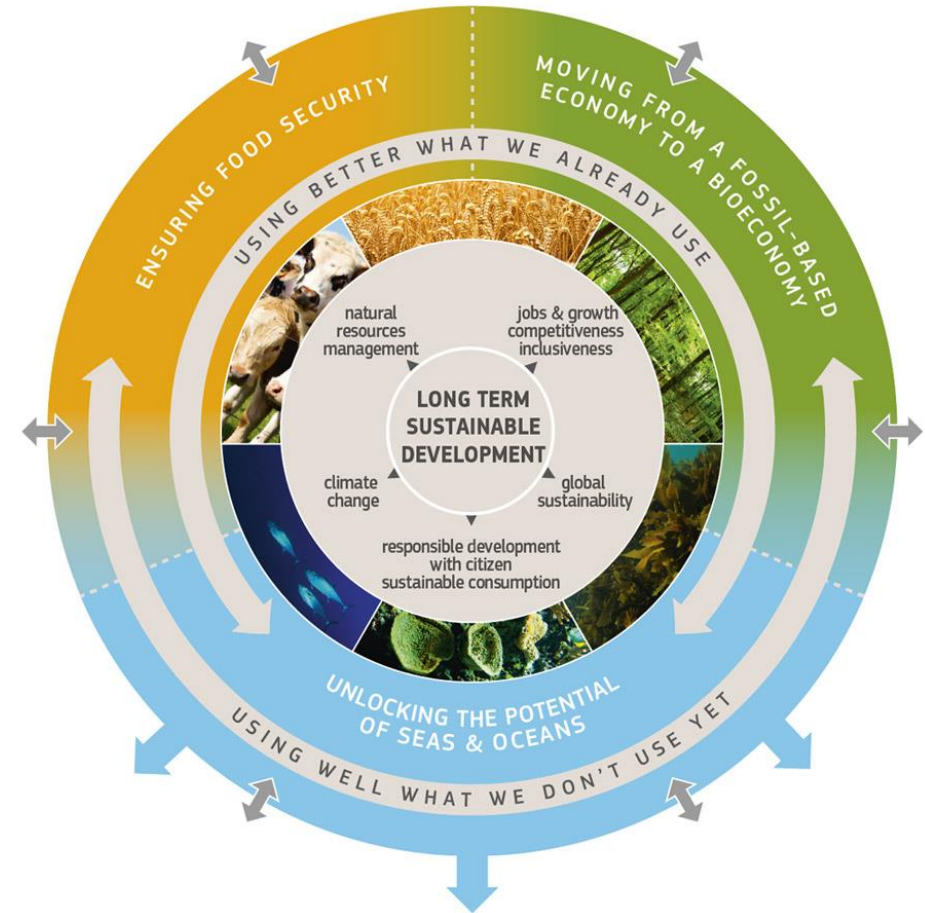 ENSURING FOOD SECURITY
MOVING FROM A FOSSIL-BASED
ECONOMY TO A BIOECONOMY
USING BETTER WHAT WE ALREADY USE
natural
resources
management
jobs & growth
competitiveness
inclusiveness
LONG TERM
SUSTAINABLE
DEVELOPMENT
climate
change
global
sustainability
responsible development
with citizen
sustainable consumption
UNLOCKING THE POTENTIAL
OF SEAS & OCEANS
USING WELL WHAT WE DON'T USE YET